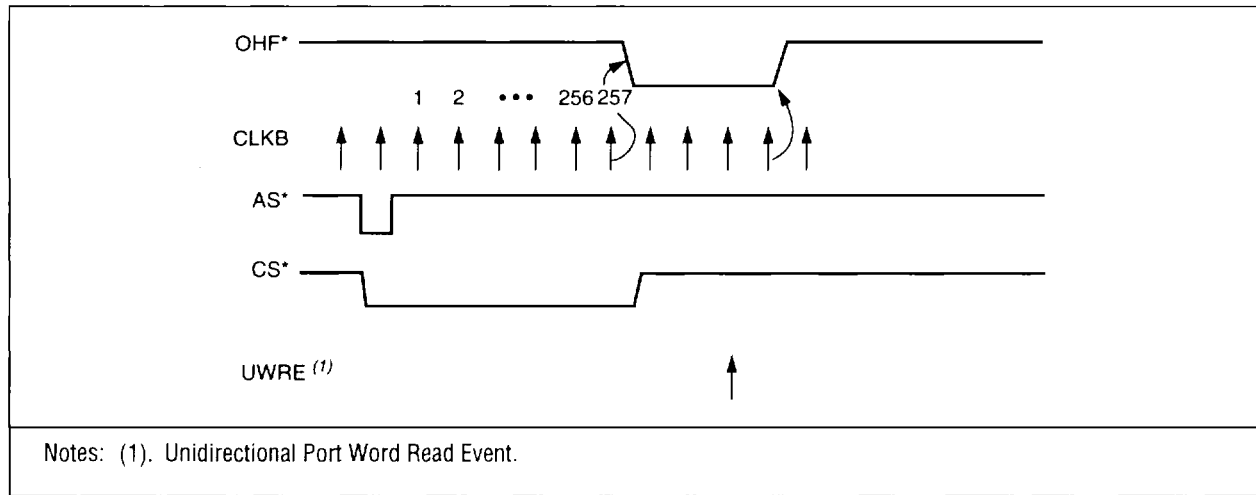 OHF*
1 2 ••• 256 257
CLKB
AS*
CS*
UWRE (1)
Notes: (1). Unidirectional Port Word Read Event.